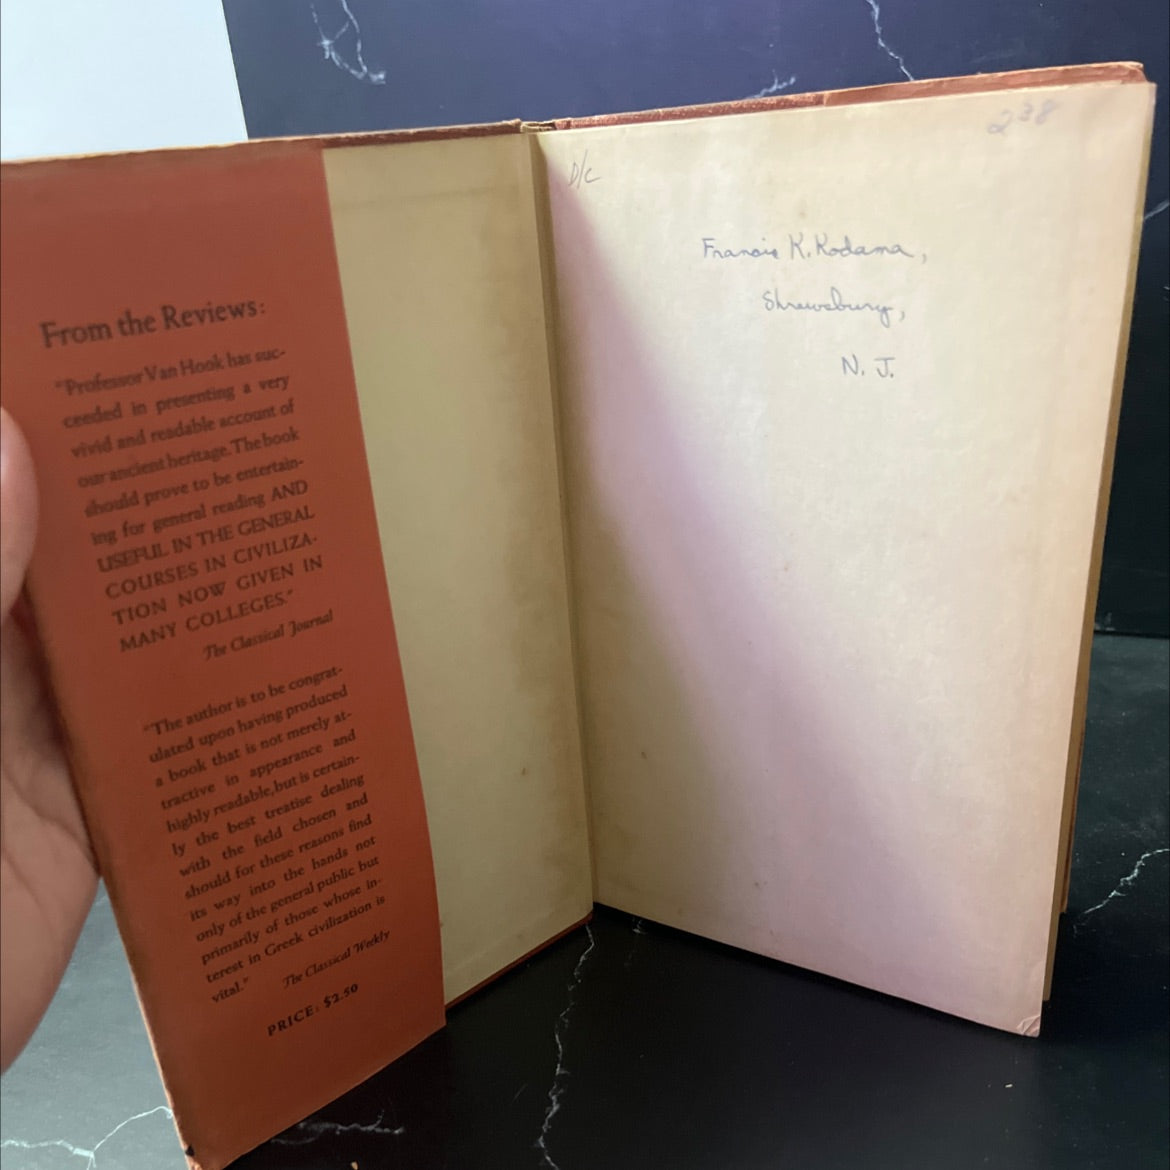 From the Reviews:
"Professor Van Hook has suc-
ceeded in presenting a very
vivid and readable account of
our ancient heritage. The book
should prove to be entertain-
ing for general reading AND
USEFUL IN THE GENERAL
COURSES IN CIVILIZA-
TION NOW GIVEN IN
MANY COLLEGES."
The Classical Journal
"The author is to be congrat-
ulated upon having produced
a book that is not merely at-
tractive in appearance and
highly readable, but is certain-
ly the best treatise dealing
with the field chosen and
should for these reasons find
its way into the hands not
only of the general public but
primarily of those whose in-
terest in Greek civilization is
vital."
The Classical Weekly
PRICE: $2.50
D/C
238
Francis K. Kodama,
Shrewsbury,
N. J.